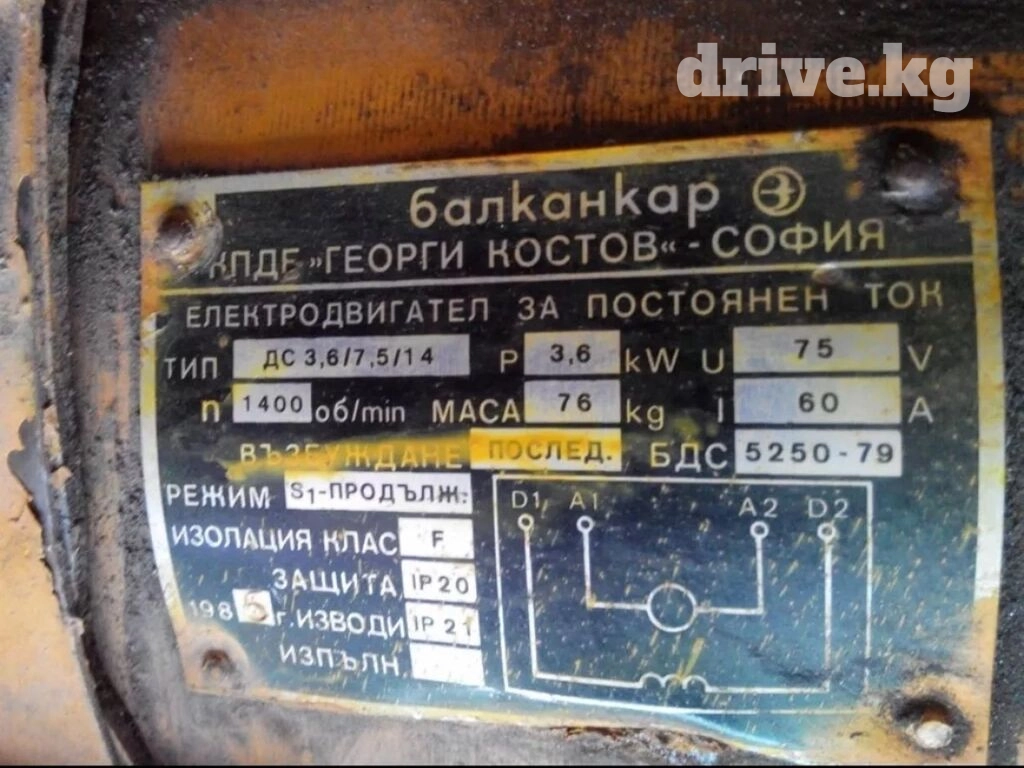 drive.kg
балканкар
КПДЕ »ГЕОРГИ КОСТОВ« - СОФИЯ
ЕЛЕКТРОДВИГАТЕЛ ЗА ПОСТОЯНЕН ТОК
ТИП ДС 3,6/7,5/14 P 3,6 kW U 75 V
n 1400 об/min МАСА 76 kg I 60 A
ВЪЗБУЖДАНЕ ПОСЛЕД. БДС 5250-79
РЕЖИМ S1-ПРОДЪЛЖ.
D1 A1 A2 D2
ИЗОЛАЦИЯ КЛАС F
ЗАЩИТА IP 20
г. ИЗВОДИ IP 21
ИЗПЪЛН.